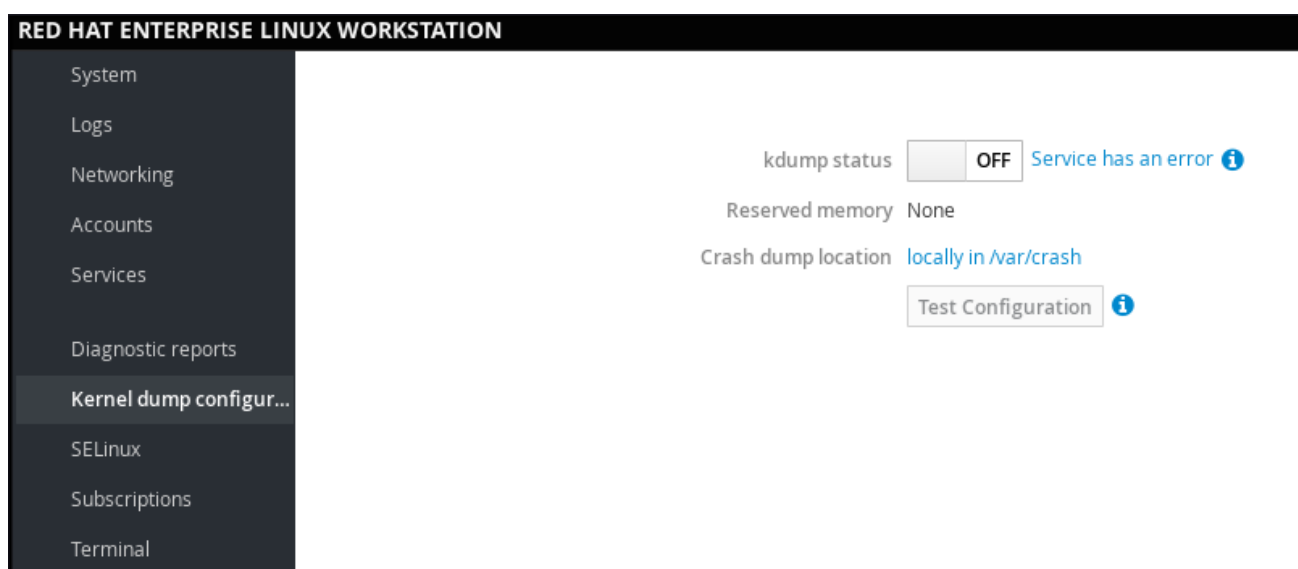 RED HAT ENTERPRISE LINUX WORKSTATION
System
Logs
Networking
Accounts
Services
Diagnostic reports
Kernel dump configur...
SELinux
Subscriptions
Terminal
kdump status OFF Service has an error
Reserved memory None
Crash dump location locally in /var/crash
Test Configuration